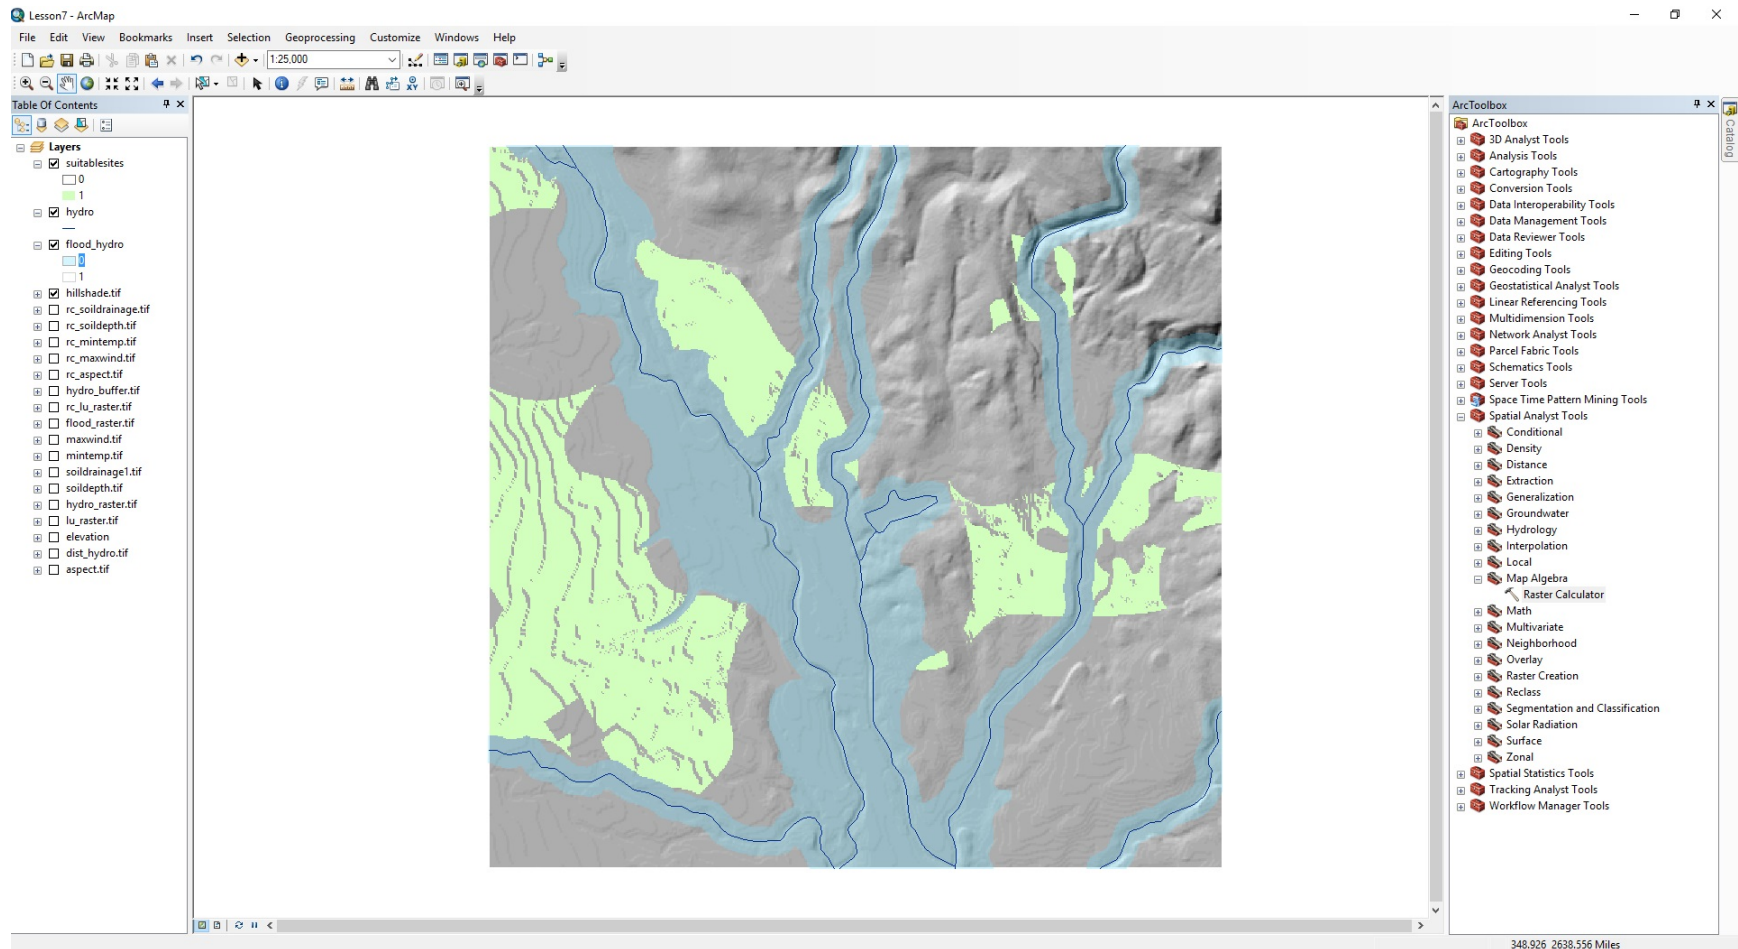 Lesson7 - ArcMap
File Edit View Bookmarks Insert Selection Geoprocessing Customize Windows Help
1:25,000
Table Of Contents
Layers
suitablesites
0
1
hydro
flood_hydro
0
1
hillshade.tif
rc_soildrainage.tif
rc_soildepth.tif
rc_mintemp.tif
rc_maxwind.tif
rc_aspect.tif
hydro_buffer.tif
rc_lu_raster.tif
flood_raster.tif
maxwind.tif
mintemp.tif
soildrainage1.tif
soildepth.tif
hydro_raster.tif
lu_raster.tif
elevation
dist_hydro.tif
aspect.tif
ArcToolbox
ArcToolbox
3D Analyst Tools
Analysis Tools
Cartography Tools
Conversion Tools
Data Interoperability Tools
Data Management Tools
Data Reviewer Tools
Editing Tools
Geocoding Tools
Geostatistical Analyst Tools
Linear Referencing Tools
Multidimension Tools
Network Analyst Tools
Parcel Fabric Tools
Schematics Tools
Server Tools
Space Time Pattern Mining Tools
Spatial Analyst Tools
Conditional
Density
Distance
Extraction
Generalization
Groundwater
Hydrology
Interpolation
Local
Map Algebra
Raster Calculator
Math
Multivariate
Neighborhood
Overlay
Raster Creation
Reclass
Segmentation and Classification
Solar Radiation
Surface
Zonal
Spatial Statistics Tools
Tracking Analyst Tools
Workflow Manager Tools
Catalog
348.926 2638.556 Miles